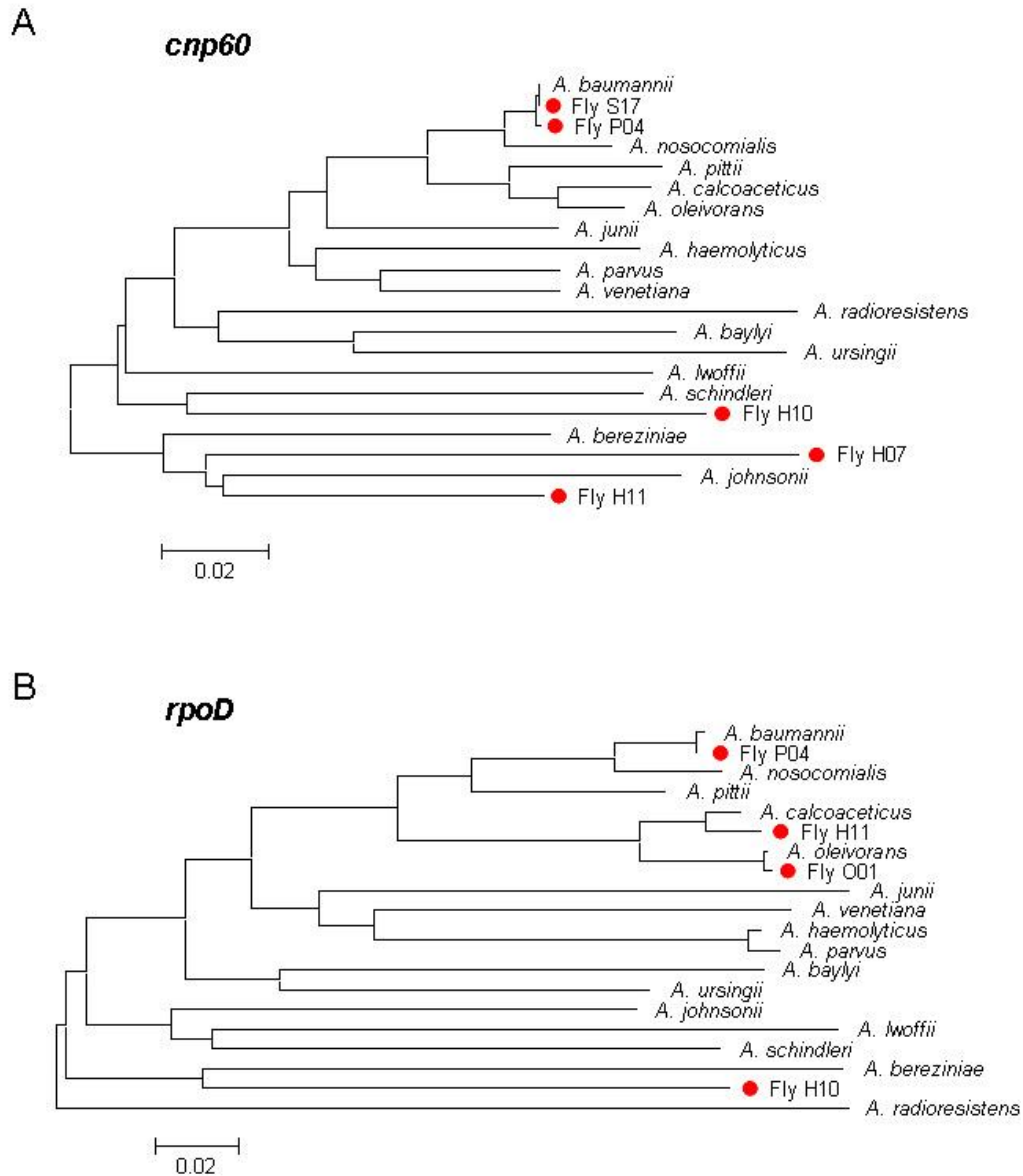 A
cnp60
A. baumannii
Fly S17
Fly P04
A. nosocomialis
A. pittii
A. calcoaceticus
A. oleivorans
A. junii
A. haemolyticus
A. parvus
A. venetiana
A. radioresistens
A. baylyi
A. ursingii
A. lwoffii
A. schindleri
Fly H10
A. bereziniae
Fly H07
A. johnsonii
Fly H11
0.02
B
rpoD
A. baumannii
Fly P04
A. nosocomialis
A. pittii
A. calcoaceticus
Fly H11
A. oleivorans
Fly O01
A. junii
A. venetiana
A. haemolyticus
A. parvus
A. baylyi
A. ursingii
A. johnsonii
A. lwoffii
A. schindleri
A. bereziniae
Fly H10
A. radioresistens
0.02